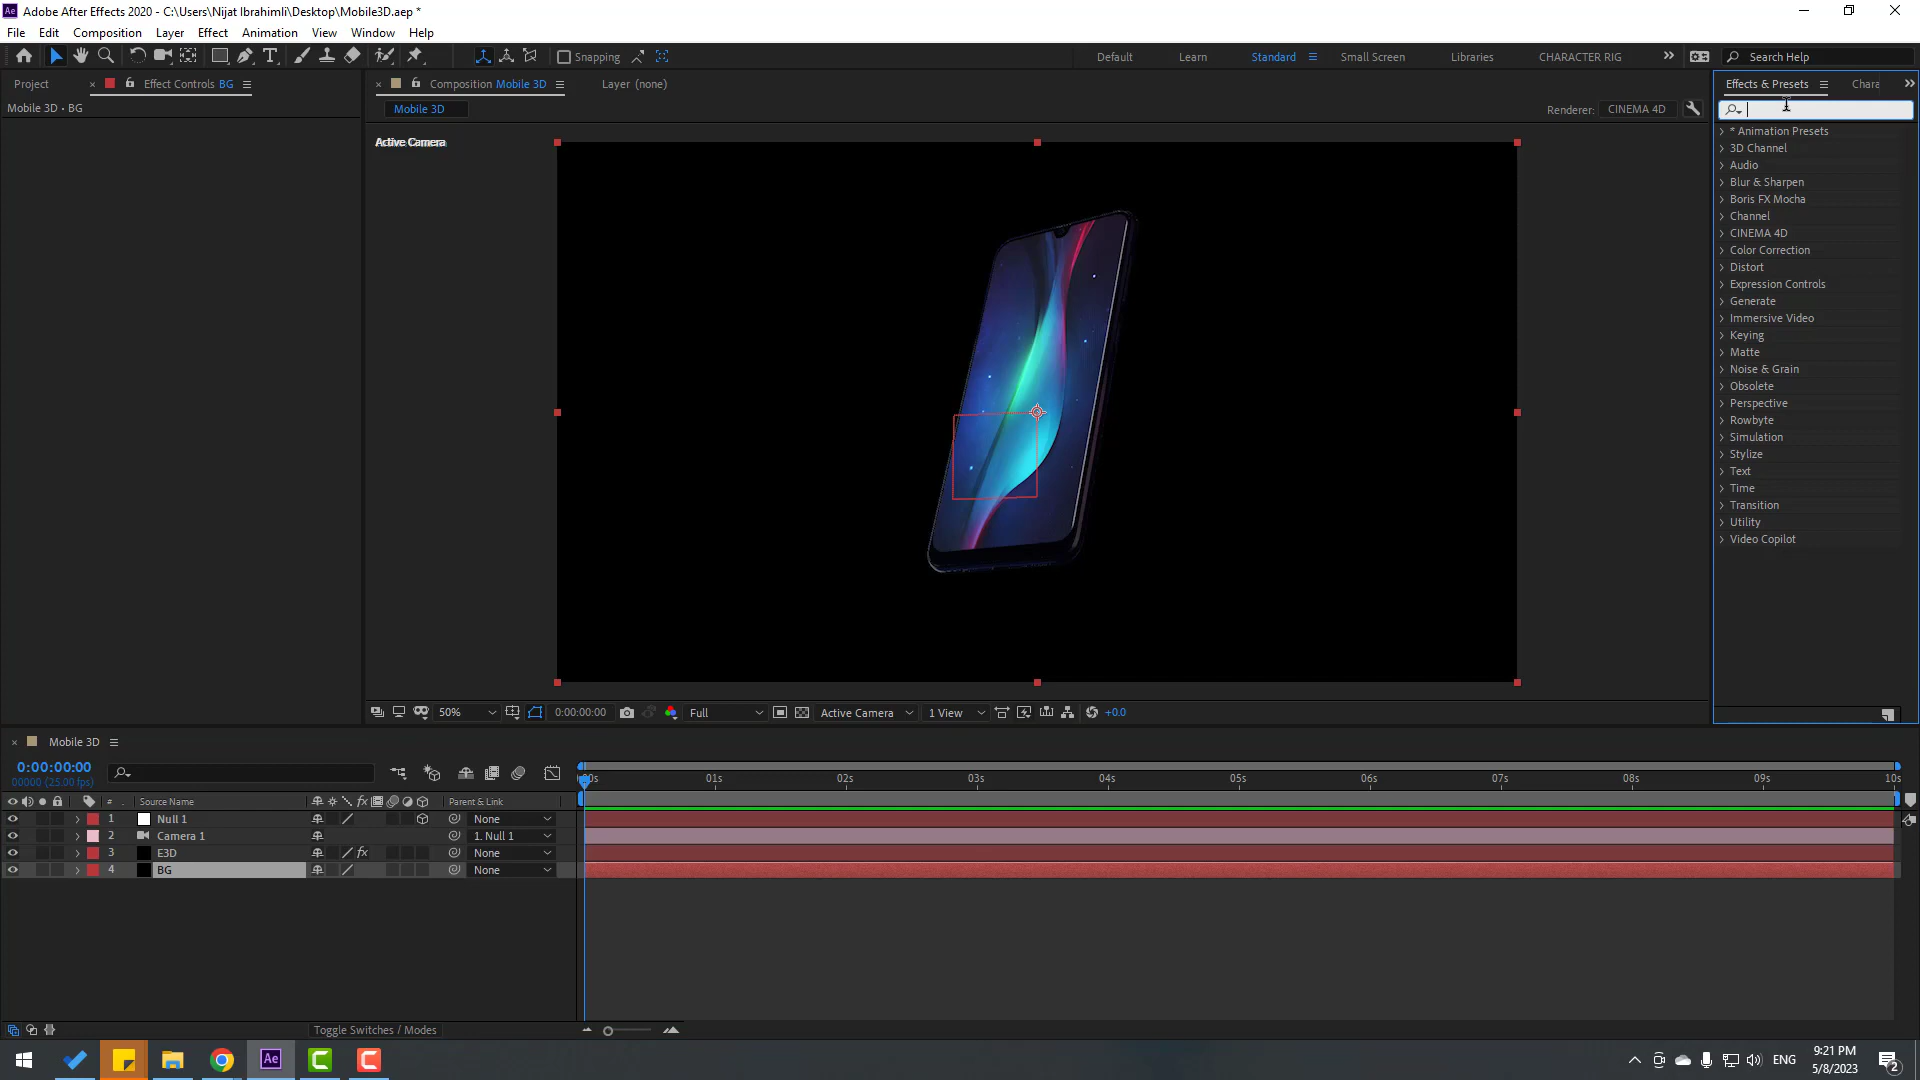 Adobe After Effects 2020 - C:\Users\Nijat Ibrahimli\Desktop\Mobile3D.aep *
File Edit Composition Layer Effect Animation View Window Help
Snapping Default Learn Standard Small Screen Libraries CHARACTER RIG Search Help
Project Effect Controls BG
Mobile 3D • BG
Composition Mobile 3D Layer (none)
Mobile 3D Renderer: CINEMA 4D
Active Camera
Effects & Presets Chara
* Animation Presets
3D Channel
Audio
Blur & Sharpen
Boris FX Mocha
Channel
CINEMA 4D
Color Correction
Distort
Expression Controls
Generate
Immersive Video
Keying
Matte
Noise & Grain
Obsolete
Perspective
Rowbyte
Simulation
Stylize
Text
Time
Transition
Utility
Video Copilot
50% 0:00:00:00 Full Active Camera 1 View +0.0
Mobile 3D
0:00:00:00
00000 (25.00 fps)
00s 01s 02s 03s 04s 05s 06s 07s 08s 09s 10s
# Source Name fx Parent & Link
1 Null 1 None
2 Camera 1 1. Null 1
3 E3D fx None
4 BG None
Toggle Switches / Modes
Ae ENG 9:21 PM
5/8/2023 2